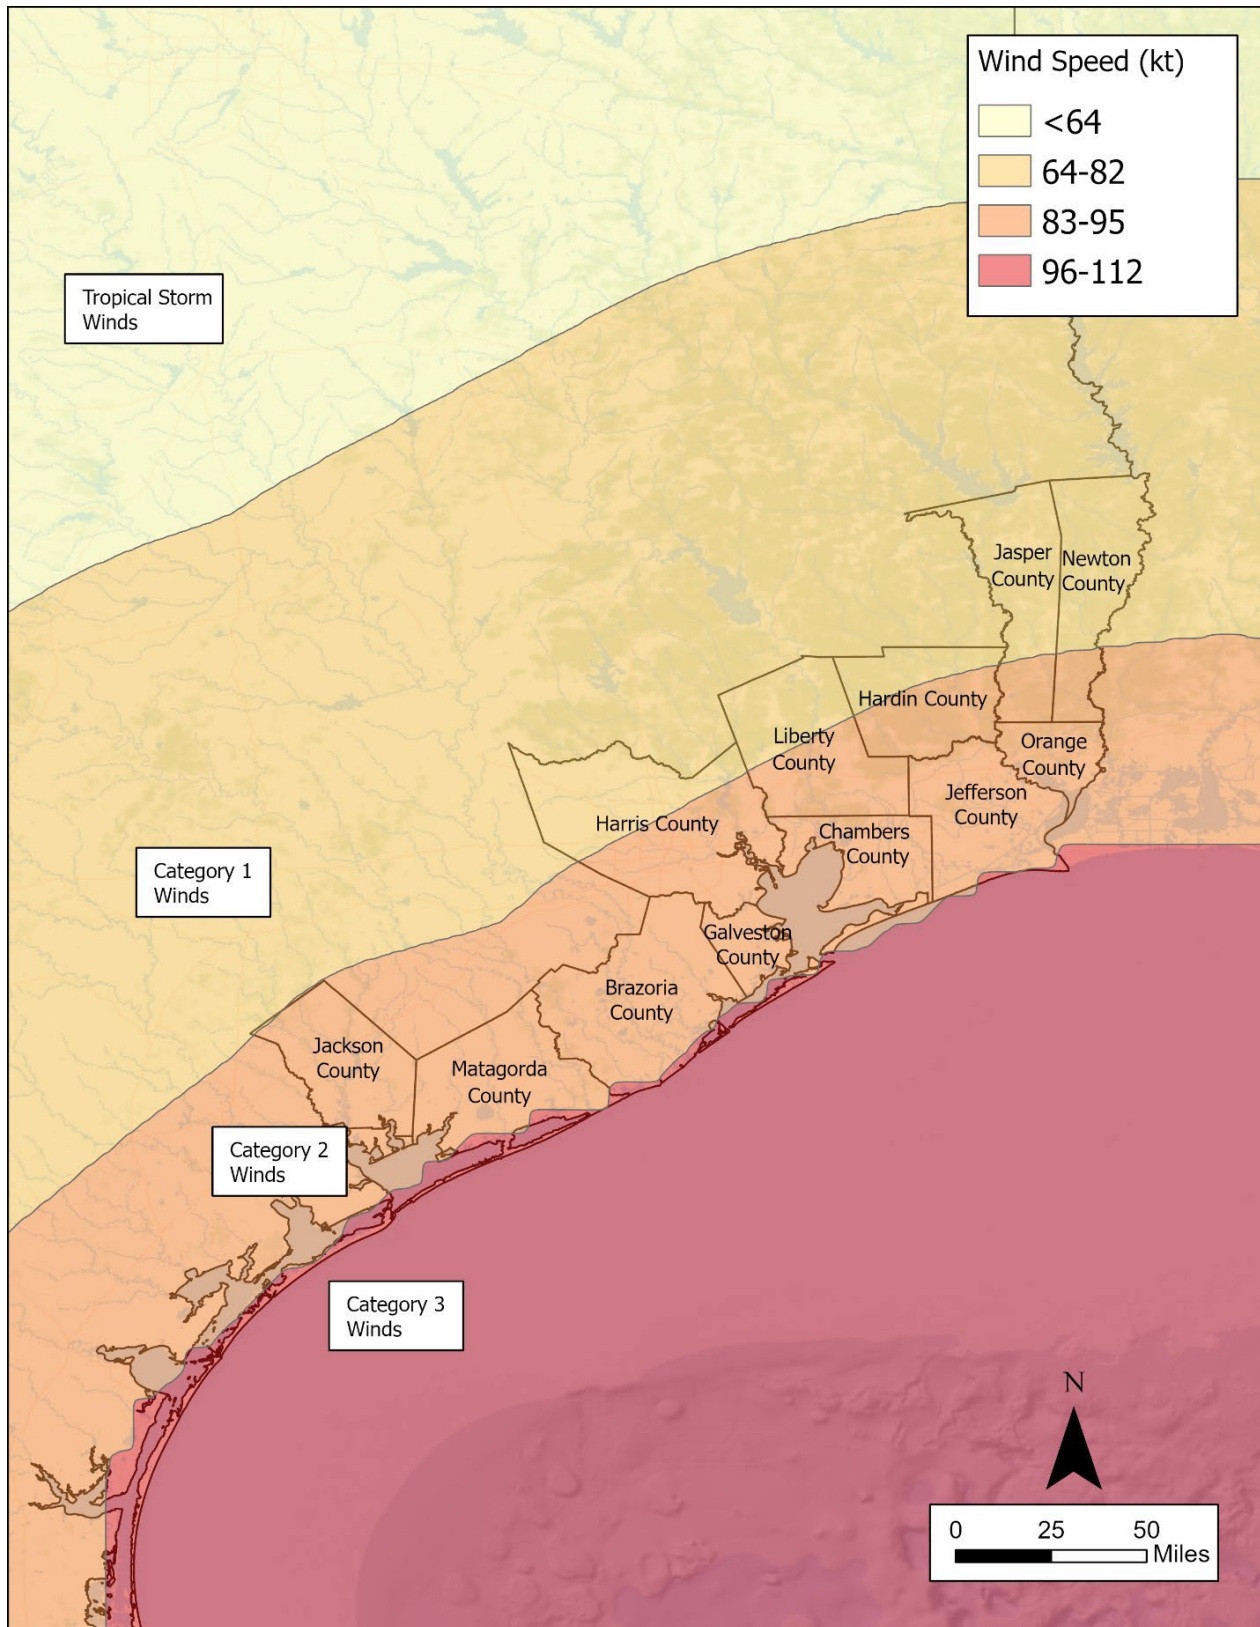 Wind Speed (kt)
<64
64-82
83-95
96-112
Tropical Storm
Winds
Jasper
County
Newton
County
Hardin County
Liberty
County
Orange
County
Jefferson
County
Harris County
Chambers
County
Category 1
Winds
Galveston
County
Brazoria
County
Jackson
County
Matagorda
County
Category 2
Winds
Category 3
Winds
N
0 25 50
Miles